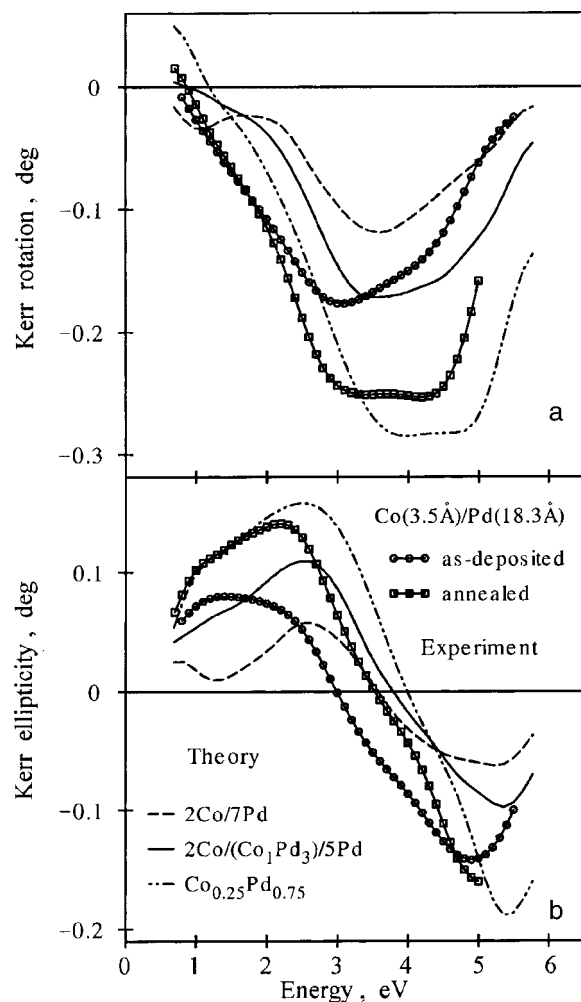 0
-0.1
-0.2
-0.3
Kerr rotation , deg
a
0.1
0
-0.1
-0.2
Kerr ellipticity , deg
Co(3.5Å)/Pd(18.3Å)
as-deposited
annealed
Experiment
Theory
2Co/7Pd
2Co/(Co₁Pd₃)/5Pd
Co₀.₂₅Pd₀.₇₅
b
0 1 2 3 4 5 6
Energy , eV